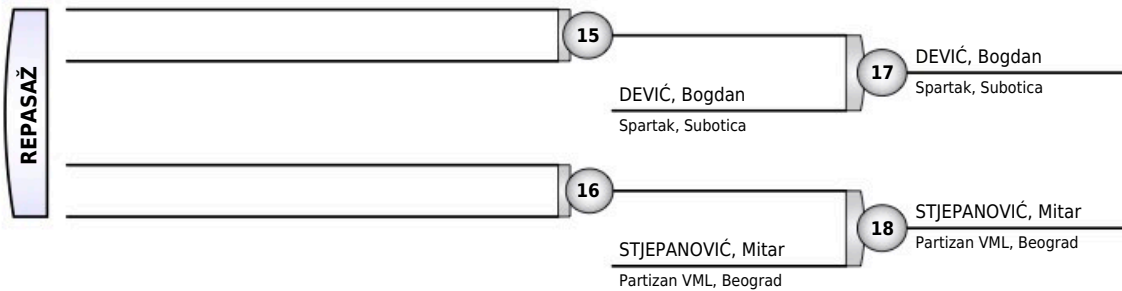 REPASAŽ
15
DEVIĆ, Bogdan
Spartak, Subotica
17
DEVIĆ, Bogdan
Spartak, Subotica
16
STJEPANOVIĆ, Mitar
Partizan VML, Beograd
18
STJEPANOVIĆ, Mitar
Partizan VML, Beograd